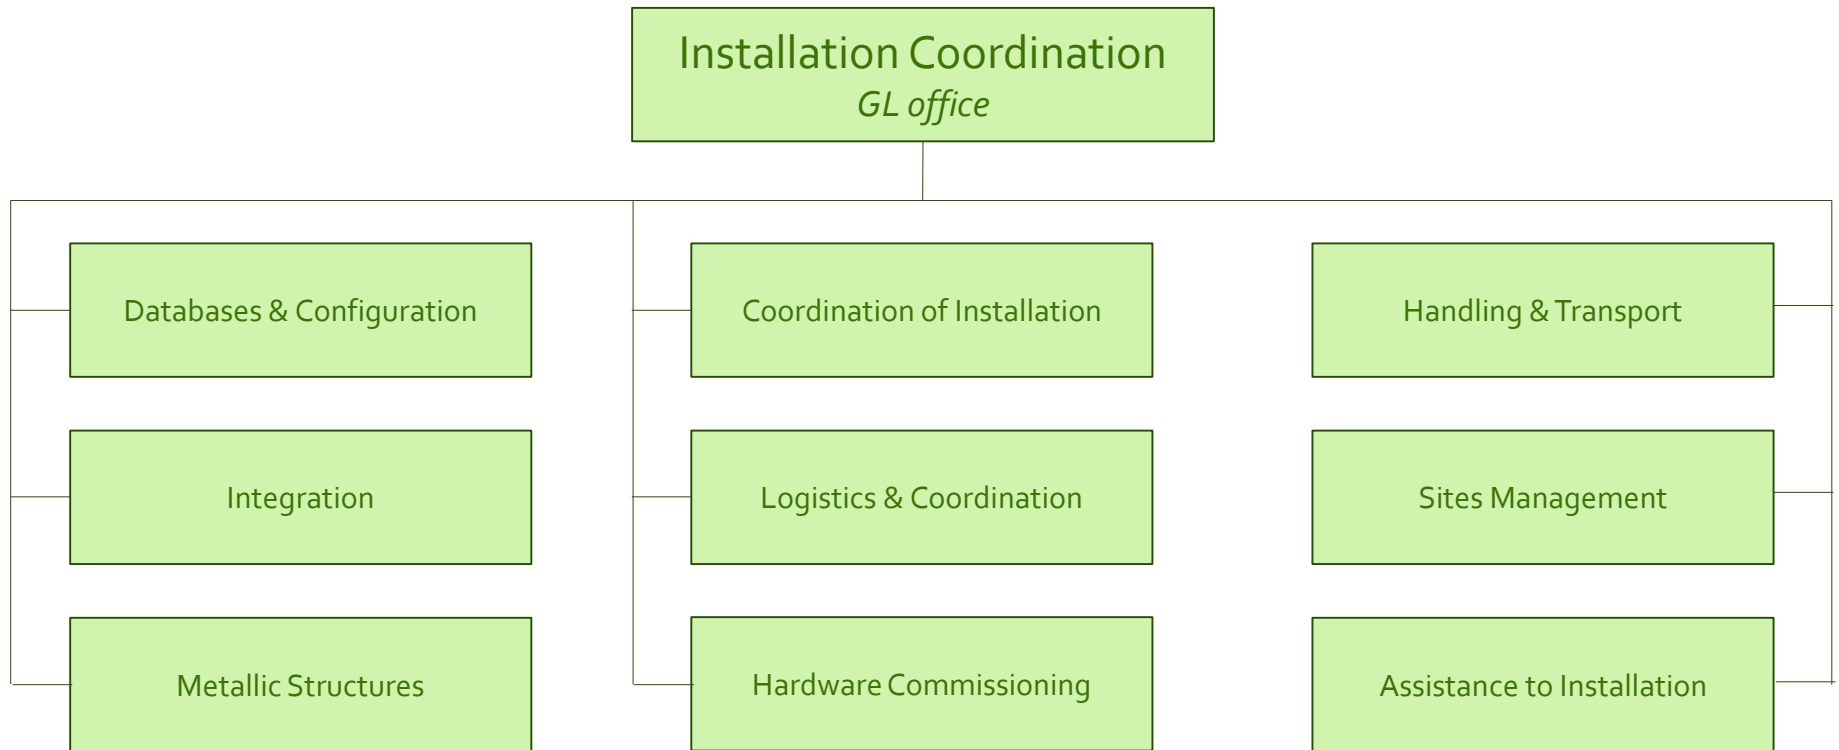 Installation Coordination
GL office
Databases & Configuration
Coordination of Installation
Handling & Transport
Integration
Logistics & Coordination
Sites Management
Metallic Structures
Hardware Commissioning
Assistance to Installation